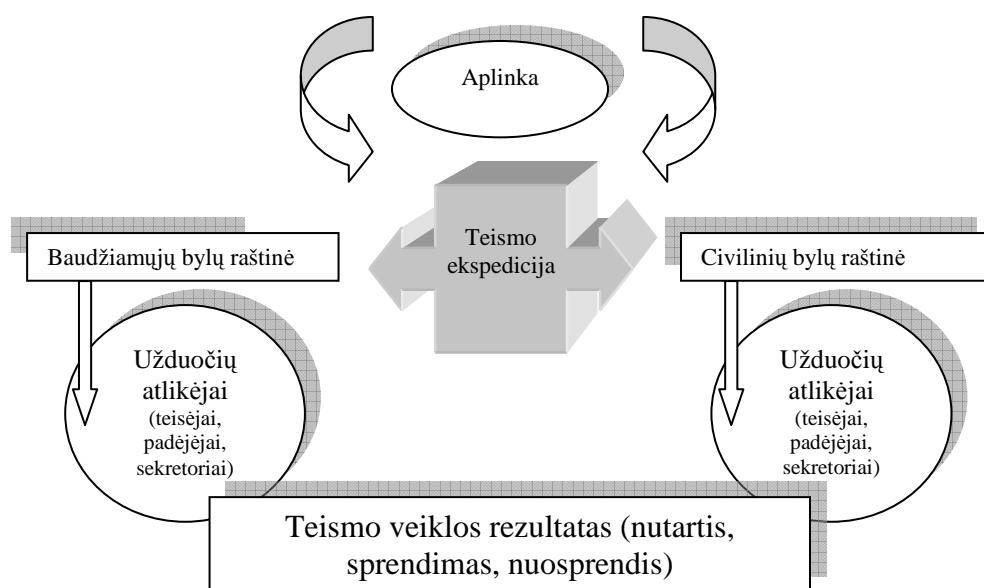 Aplinka
Teismo
ekspedicija
Baudžiamųjų bylų raštinė
Civilinių bylų raštinė
Užduočių
atlikėjai
(teisėjai,
padėjėjai,
sekretoriai)
Užduočių
atlikėjai
(teisėjai,
padėjėjai,
sekretoriai)
Teismo veiklos rezultatas (nutartis,
sprendimas, nuosprendis)